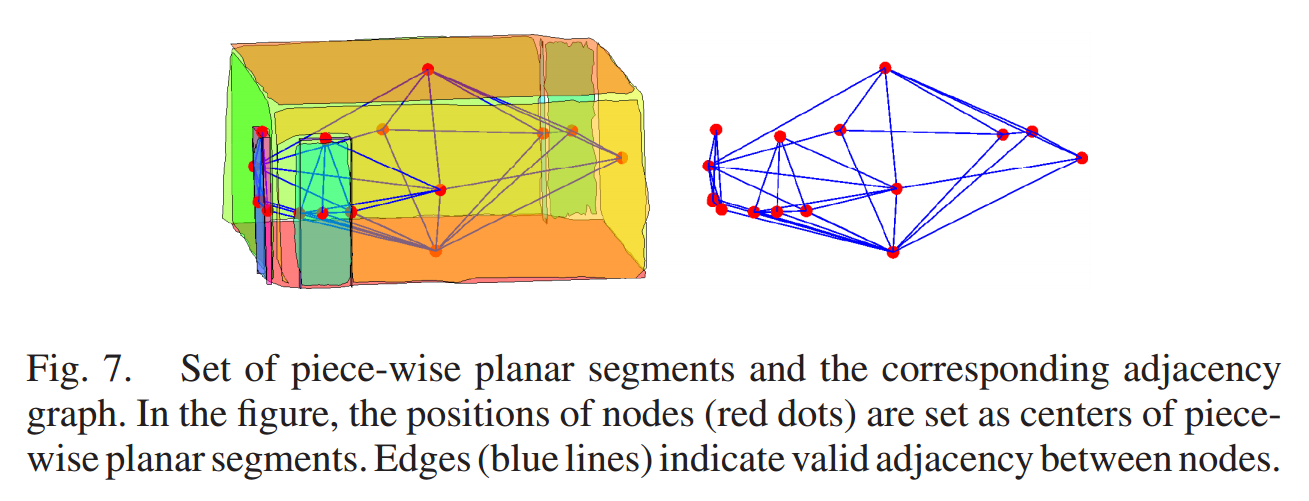 Fig. 7. Set of piece-wise planar segments and the corresponding adjacency
graph. In the figure, the positions of nodes (red dots) are set as centers of piece-
wise planar segments. Edges (blue lines) indicate valid adjacency between nodes.